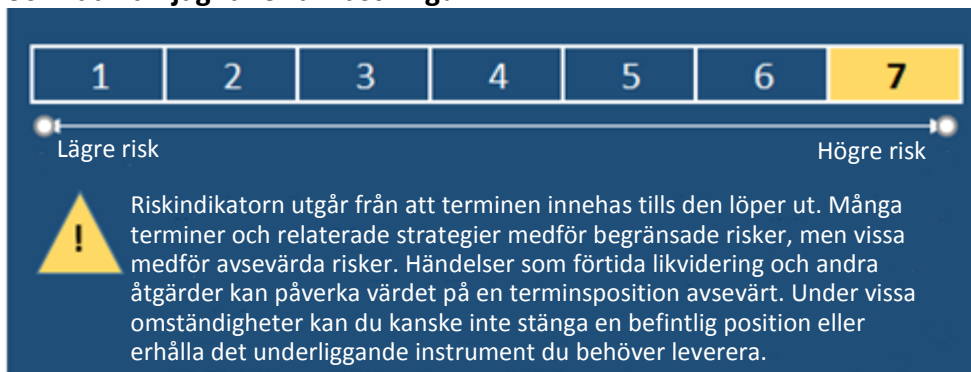 1 2 3 4 5 6 7
Lägre risk Högre risk
Riskindikatorn utgår från att terminen innehas tills den löper ut. Många
! terminer och relaterade strategier medför begränsade risker, men vissa
medför avsevärda risker. Händelser som förtida likvidering och andra
åtgärder kan påverka värdet på en terminsposition avsevärt. Under vissa
omständigheter kan du kanske inte stänga en befintlig position eller
erhålla det underliggande instrument du behöver leverera.